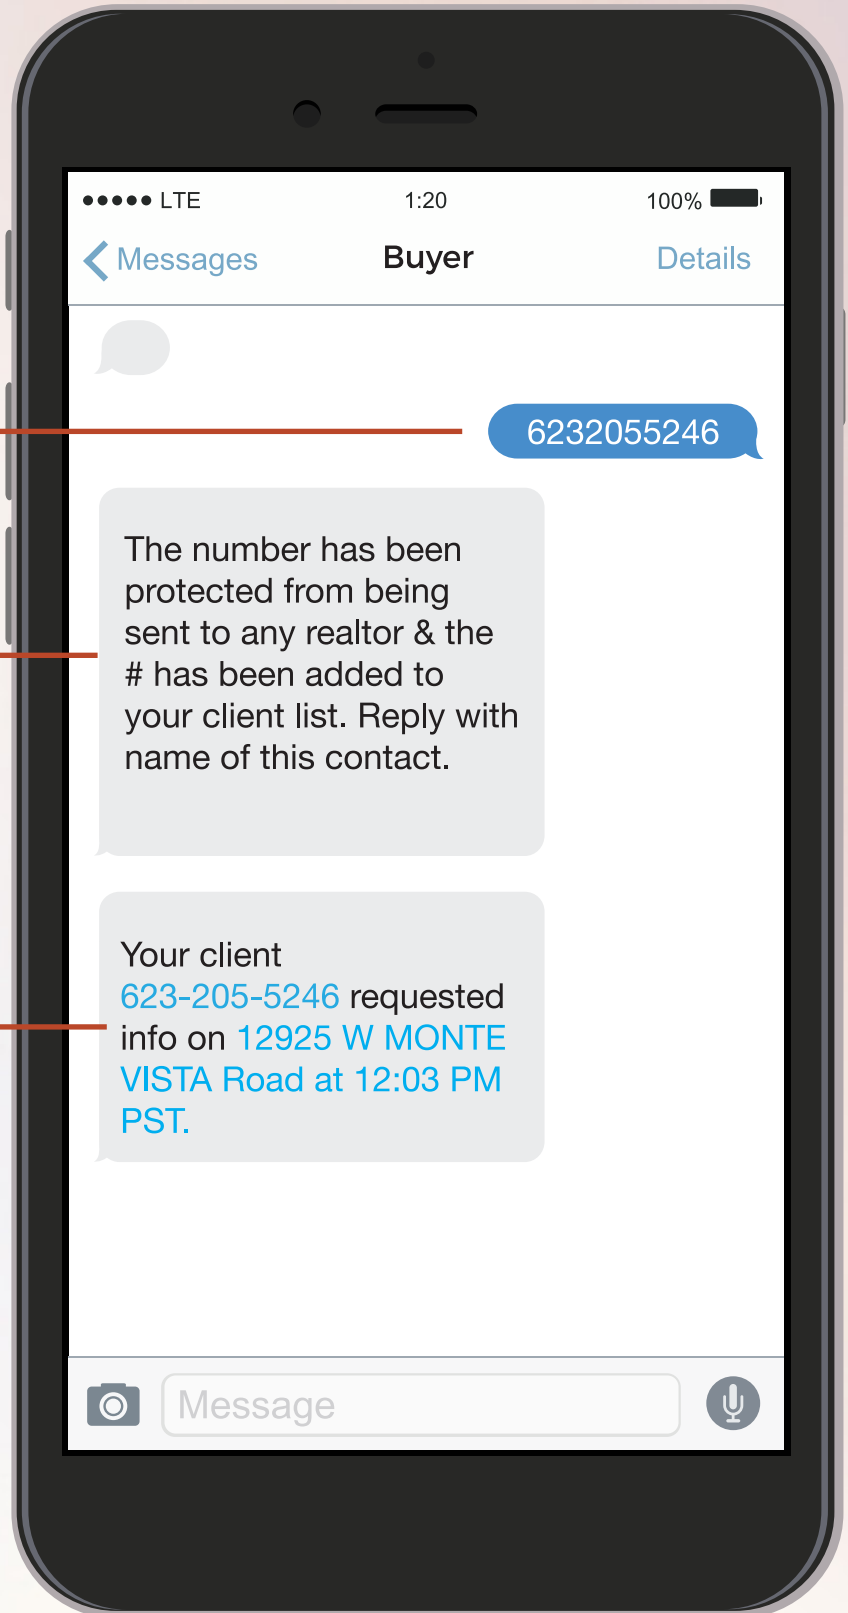 ●●●●● LTE 1:20 100%
Messages Buyer Details
6232055246
The number has been
protected from being
sent to any realtor & the
# has been added to
your client list. Reply with
name of this contact.
Your client
623-205-5246 requested
info on 12925 W MONTE
VISTA Road at 12:03 PM
PST.
Message